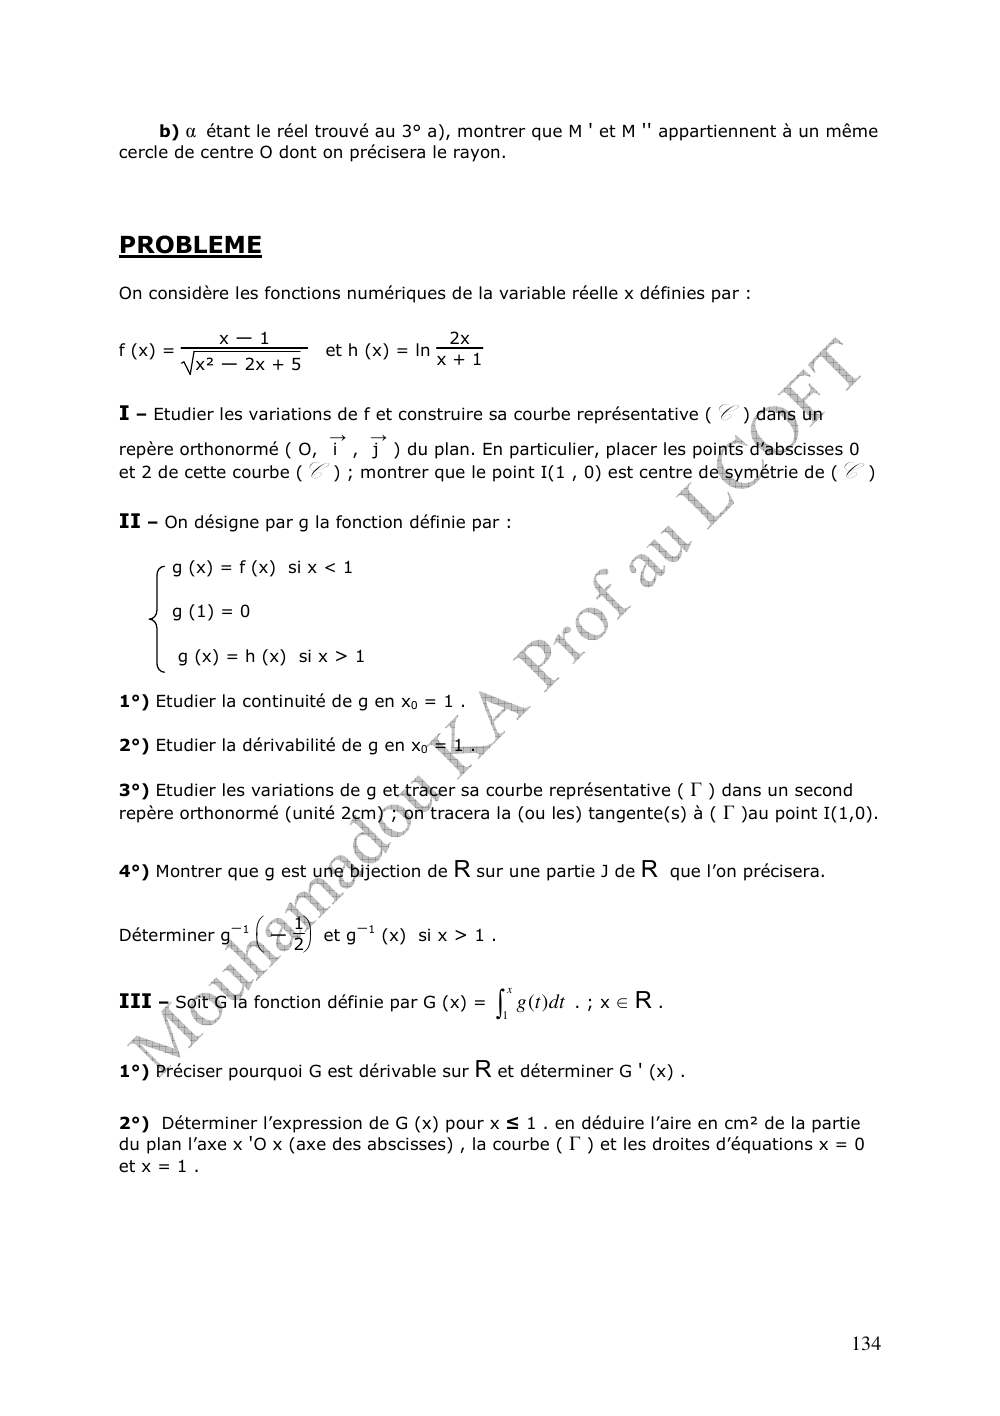 b) α étant le réel trouvé au 3° a), montrer que M ' et M '' appartiennent à un même
cercle de centre O dont on précisera le rayon.
PROBLEME
On considère les fonctions numériques de la variable réelle x définies par :
f (x) = (x — 1) / √(x² — 2x + 5) et h (x) = ln 2x / (x + 1)
I – Etudier les variations de f et construire sa courbe représentative ( 𝒞 ) dans un
repère orthonormé ( O, i→ , j→ ) du plan. En particulier, placer les points d’abscisses 0
et 2 de cette courbe ( 𝒞 ) ; montrer que le point I(1 , 0) est centre de symétrie de ( 𝒞 )
II – On désigne par g la fonction définie par :
g (x) = f (x) si x < 1
g (1) = 0
g (x) = h (x) si x > 1
1°) Etudier la continuité de g en x₀ = 1 .
2°) Etudier la dérivabilité de g en x₀ = 1 .
3°) Etudier les variations de g et tracer sa courbe représentative ( Γ ) dans un second
repère orthonormé (unité 2cm) ; on tracera la (ou les) tangente(s) à ( Γ )au point I(1,0).
4°) Montrer que g est une bijection de R sur une partie J de R que l’on précisera.
Déterminer g⁻¹ (— 1/2) et g⁻¹ (x) si x > 1 .
III – Soit G la fonction définie par G (x) = ∫₁ˣ g(t)dt . ; x ∈ R .
1°) Préciser pourquoi G est dérivable sur R et déterminer G ' (x) .
2°) Déterminer l’expression de G (x) pour x ≤ 1 . en déduire l’aire en cm² de la partie
du plan l’axe x 'O x (axe des abscisses) , la courbe ( Γ ) et les droites d’équations x = 0
et x = 1 .
Mouhamadou KA Prof au LCOFT
134